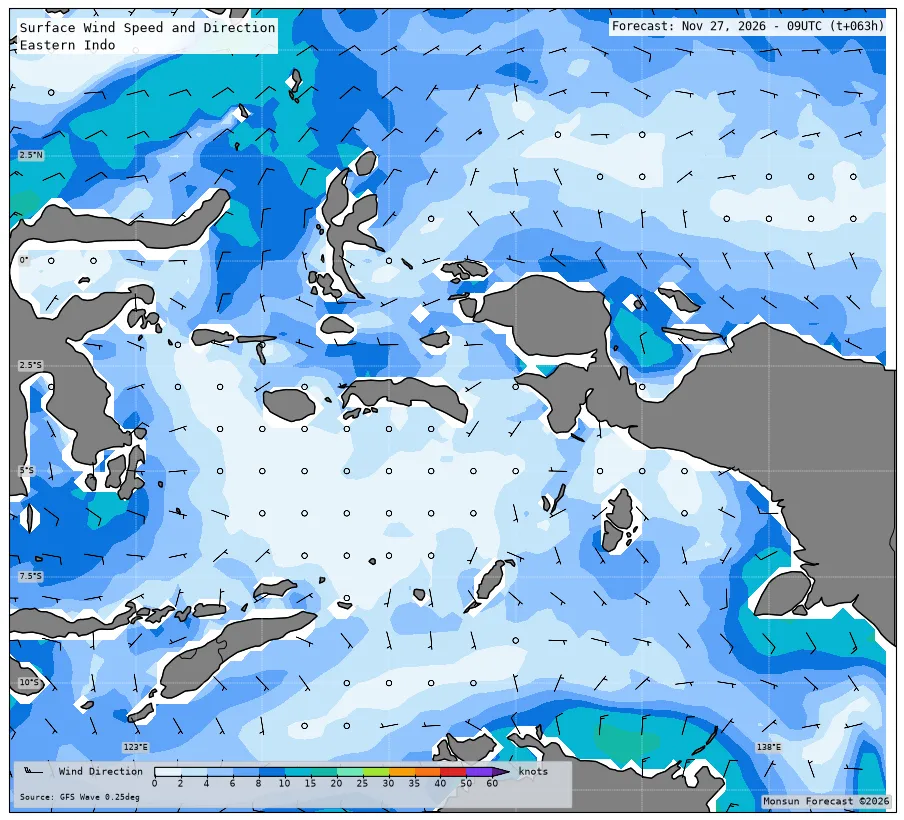 Surface Wind Speed and Direction
Eastern Indo
Forecast: Nov 27, 2026 - 09UTC (t+063h)
2.5°N
0°
2.5°S
5°S
7.5°S
10°S
123°E
138°E
Wind Direction
0 2 4 6 8 10 15 20 25 30 35 40 50 60
knots
Source: GFS Wave 0.25deg
Monsun Forecast ©2026